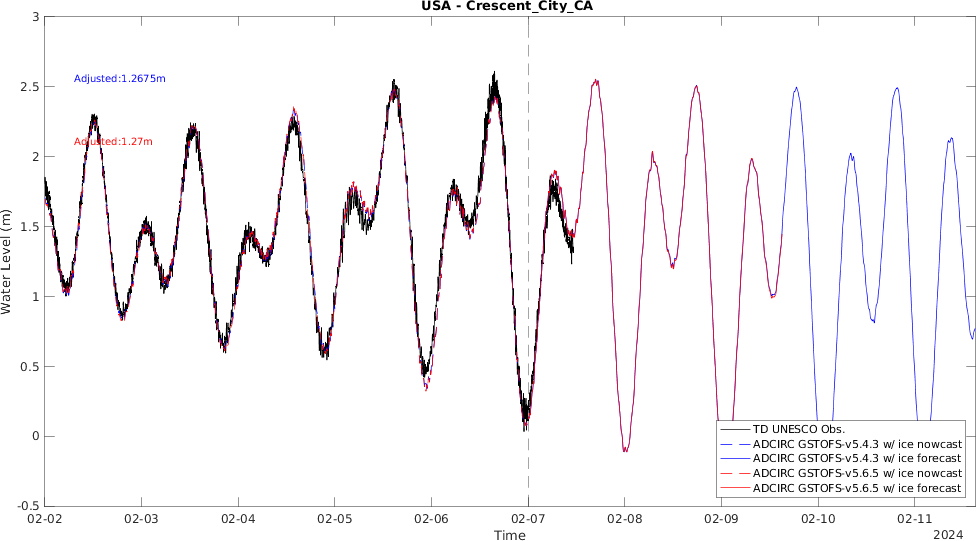 USA - Crescent_City_CA
3
2.5
2
1.5
1
0.5
0
-0.5
Water Level (m)
Adjusted:1.2675m
Adjusted:1.27m
TD UNESCO Obs.
ADCIRC GSTOFS-v5.4.3 w/ ice nowcast
ADCIRC GSTOFS-v5.4.3 w/ ice forecast
ADCIRC GSTOFS-v5.6.5 w/ ice nowcast
ADCIRC GSTOFS-v5.6.5 w/ ice forecast
02-02 02-03 02-04 02-05 02-06 02-07 02-08 02-09 02-10 02-11
Time
2024